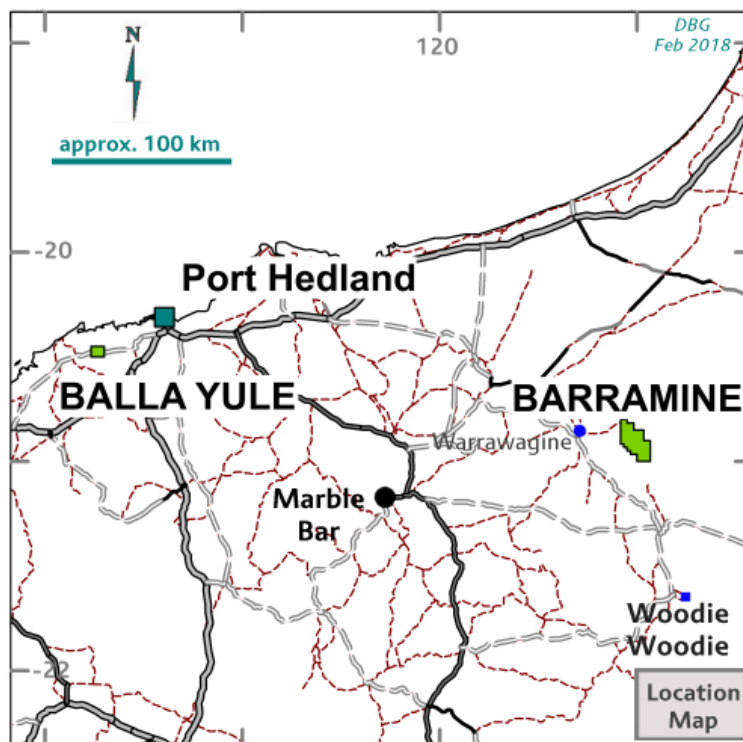 DBG
Feb 2018
N
120
approx. 100 km
-20
Port Hedland
BALLA YULE
BARRAMINE
Warrawagine
Marble
Bar
Woodie
Woodie
-22
Location
Map